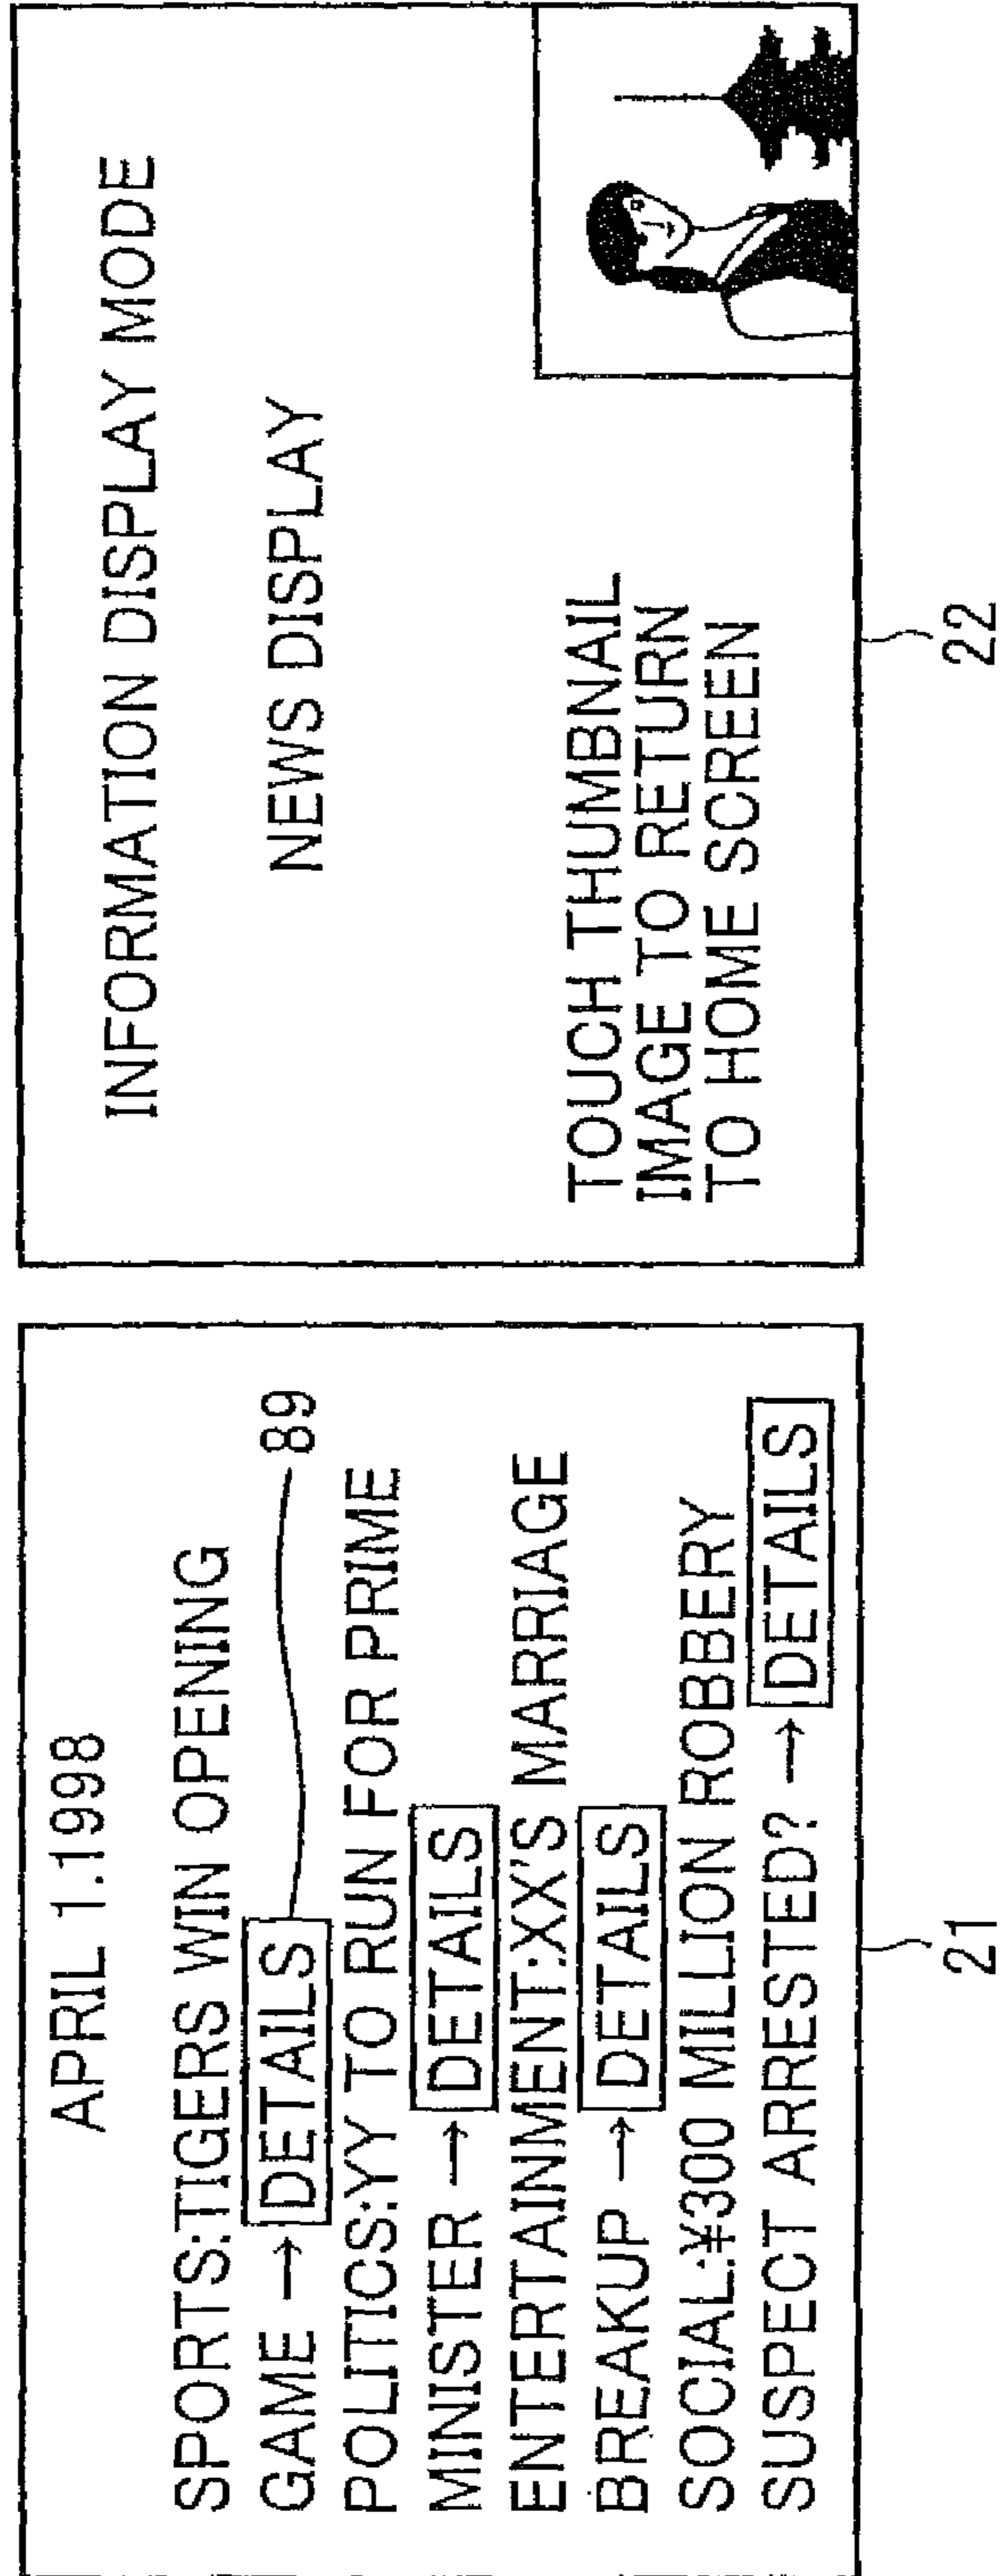 APRIL 1.1998
SPORTS:TIGERS WIN OPENING
GAME → DETAILS
89
POLITICS:YY TO RUN FOR PRIME
MINISTER → DETAILS
ENTERTAINMENT:XX'S MARRIAGE
BREAKUP → DETAILS
SOCIAL:¥300 MILLION ROBBERY
SUSPECT ARRESTED? → DETAILS
21
INFORMATION DISPLAY MODE
NEWS DISPLAY
TOUCH THUMBNAIL
IMAGE TO RETURN
TO HOME SCREEN
22